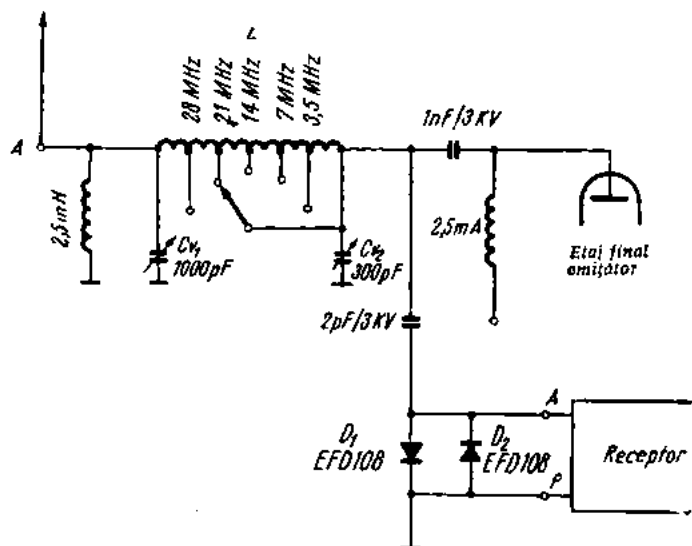 L
28 MHz
21 MHz
14 MHz
7 MHz
3,5 MHz
A
2,5mH
Cv₁
1000pF
Cv₂
300pF
1nF/3KV
2,5mA
Etaj final
emițător
2pF/3KV
D₁
EFD108
D₂
EFD108
A
P
Receptor